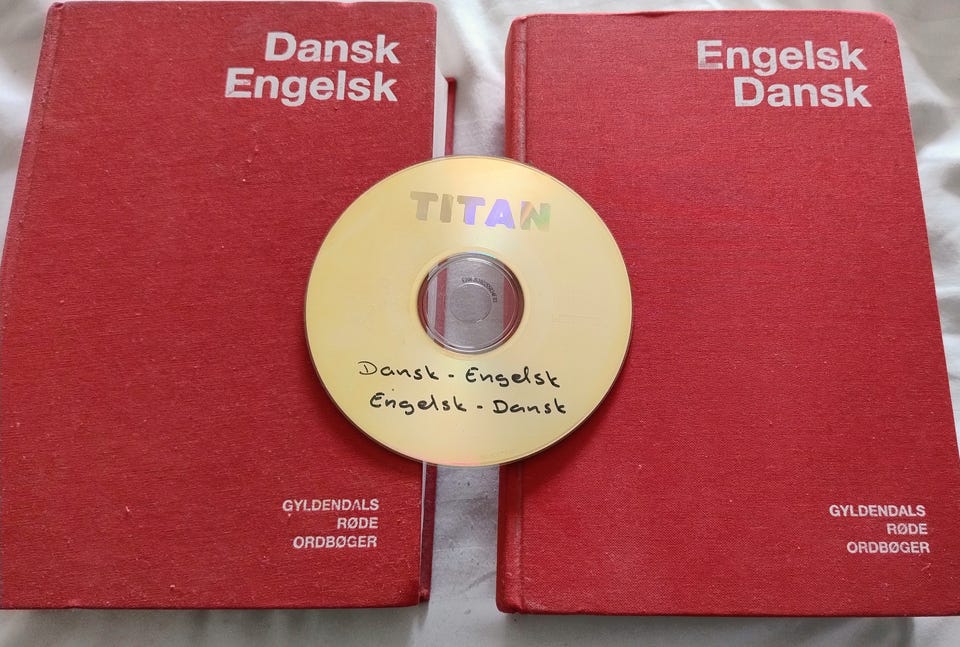 Dansk
Engelsk
Engelsk
Dansk
TITAN
Dansk - Engelsk
Engelsk - Dansk
GYLDENDALS
RØDE
ORDBØGER
GYLDENDALS
RØDE
ORDBØGER